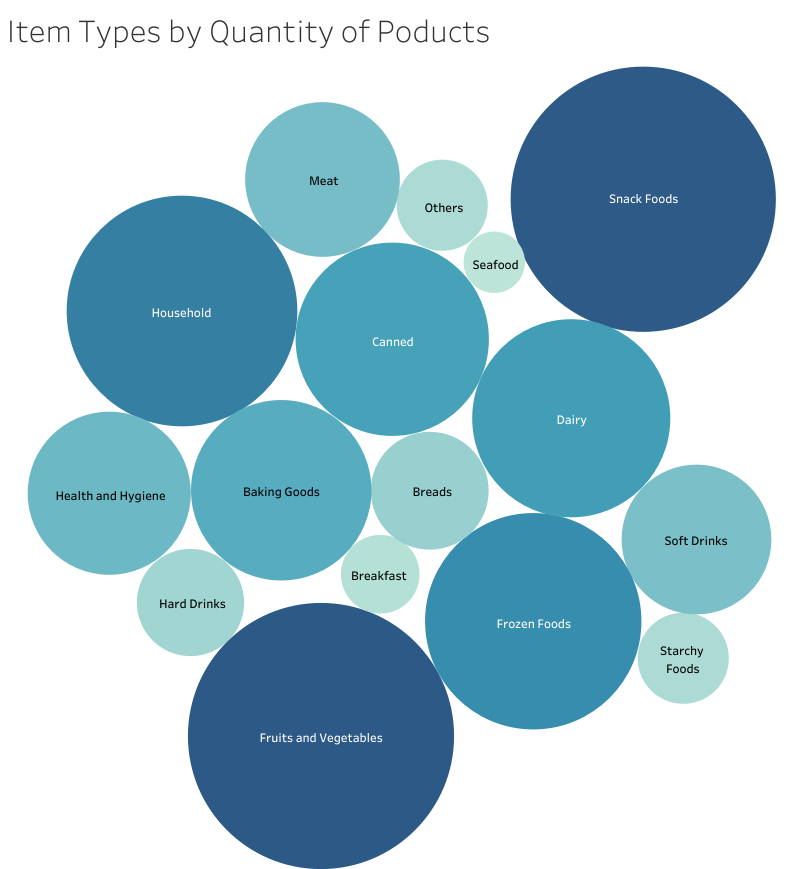 Item Types by Quantity of Poducts
Meat
Others
Snack Foods
Seafood
Household
Canned
Dairy
Health and Hygiene
Baking Goods
Breads
Soft Drinks
Breakfast
Hard Drinks
Frozen Foods
Starchy
Foods
Fruits and Vegetables